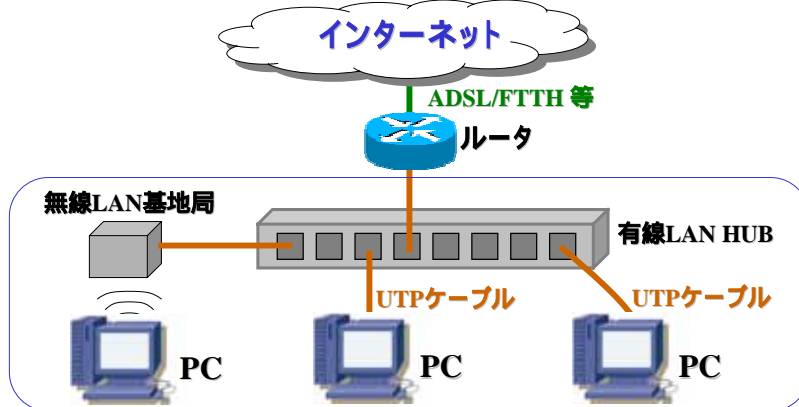 インターネット
ADSL/FTTH 等
ルータ
無線LAN基地局
有線LAN HUB
UTPケーブル
UTPケーブル
PC
PC
PC